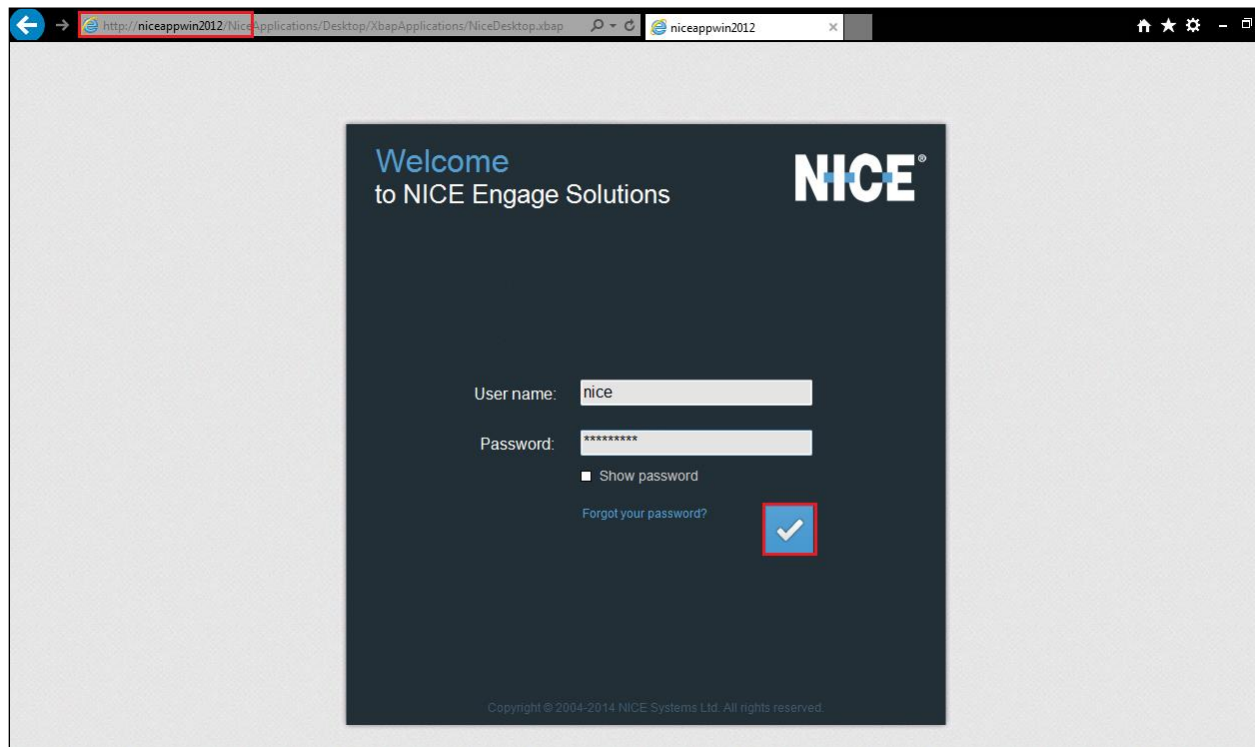 http://niceappwin2012/NiceApplications/Desktop/XbapApplications/NiceDesktop.xbap
niceappwin2012
Welcome
to NICE Engage Solutions
NICE®
User name: nice
Password: *********
Show password
Forgot your password?
Copyright © 2004-2014 NICE Systems Ltd. All rights reserved.